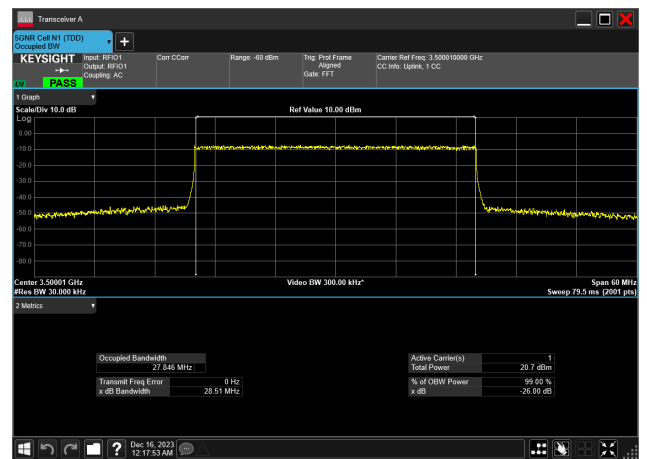 Transceiver A
5GNR Cell N1 (TDD)
Occupied BW
KEYSIGHT
LXI
PASS
Input: RFIO1
Output: RFIO1
Coupling: AC
Corr CCorr
Range: -60 dBm
Trig: Prot Frame
Aligned
Gate: FFT
Carrier Ref Freq: 3.500010000 GHz
CC Info: Uplink, 1 CC
1 Graph
Scale/Div 10.0 dB
Ref Value 10.00 dBm
Log
0.00
-10.0
-20.0
-30.0
-40.0
-50.0
-60.0
-70.0
-80.0
Center 3.50001 GHz
Video BW 300.00 kHz*
Span 60 MHz
#Res BW 30.000 kHz
Sweep 79.5 ms (2001 pts)
2 Metrics
Occupied Bandwidth
27.846 MHz
Transmit Freq Error 0 Hz
x dB Bandwidth 28.51 MHz
Active Carrier(s) 1
Total Power 20.7 dBm
% of OBW Power 99.00 %
x dB -26.00 dB
Dec 16, 2023
12:17:53 AM